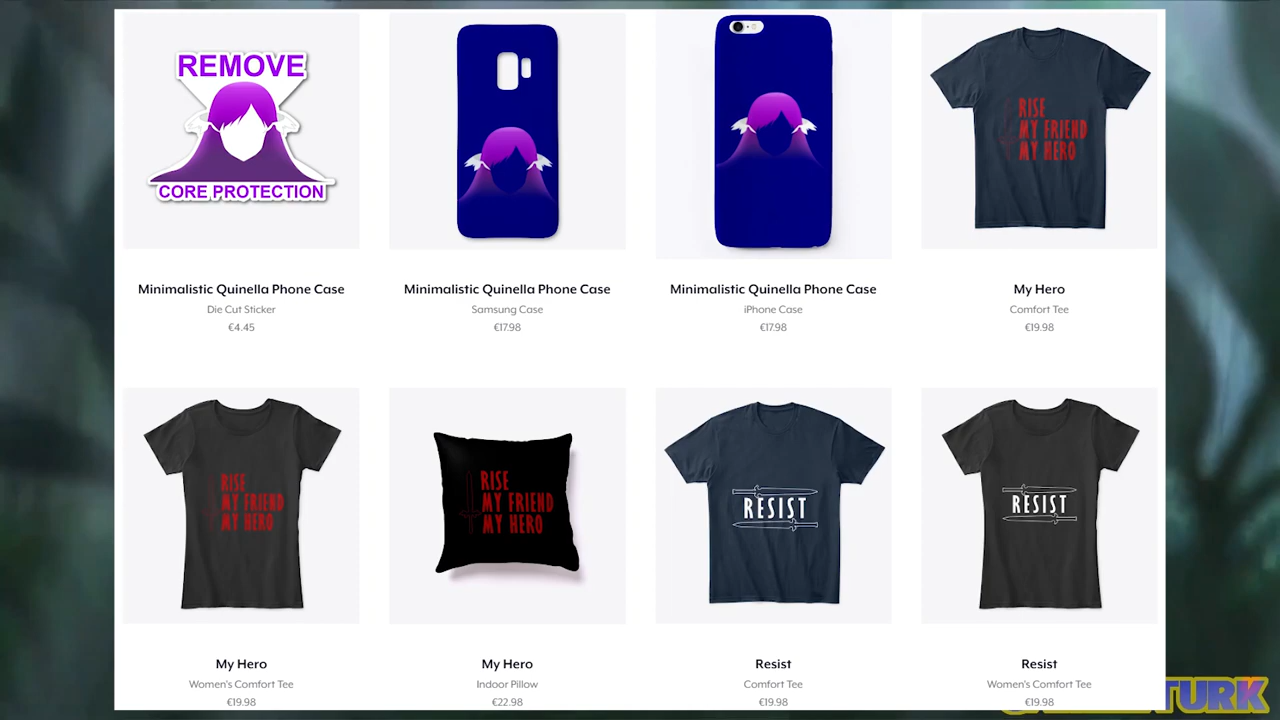 REMOVE
CORE PROTECTION
Minimalistic Quinella Phone Case
Die Cut Sticker
€4.45
Minimalistic Quinella Phone Case
Samsung Case
€17.98
Minimalistic Quinella Phone Case
iPhone Case
€17.98
RISE
MY FRIEND
MY HERO
My Hero
Comfort Tee
€19.98
RISE
MY FRIEND
MY HERO
My Hero
Women's Comfort Tee
€19.98
RISE
MY FRIEND
MY HERO
My Hero
Indoor Pillow
€22.98
RESIST
Resist
Comfort Tee
€19.98
RESIST
Resist
Women's Comfort Tee
€19.98
TURK